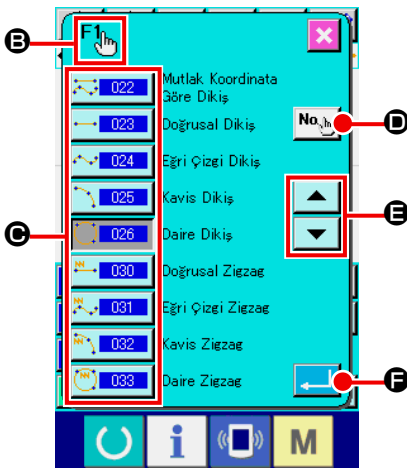 B
F1
022 Mutlak Koordinata
Göre Dikiş
023 Doğrusal Dikiş
No.
D
024 Eğri Çizgi Dikiş
025 Kavis Dikiş
E
C
026 Daire Dikiş
030 Doğrusal Zigzag
031 Eğri Çizgi Zigzag
032 Kavis Zigzag
033 Daire Zigzag
F
i
M